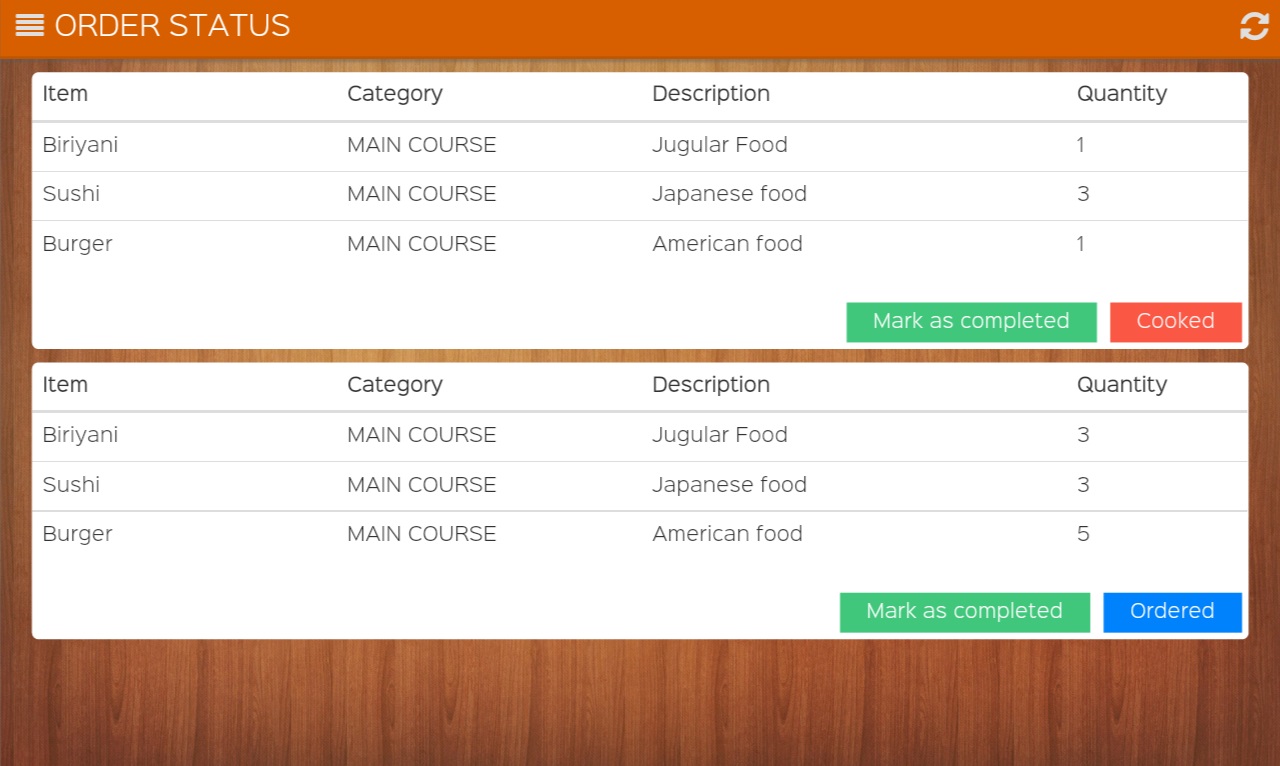 ORDER STATUS
Item Category Description Quantity
Biriyani MAIN COURSE Jugular Food 1
Sushi MAIN COURSE Japanese food 3
Burger MAIN COURSE American food 1
Mark as completed Cooked
Item Category Description Quantity
Biriyani MAIN COURSE Jugular Food 3
Sushi MAIN COURSE Japanese food 3
Burger MAIN COURSE American food 5
Mark as completed Ordered